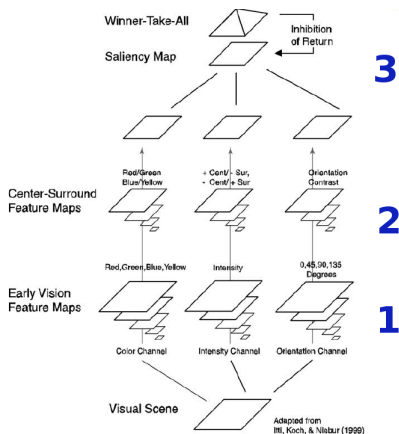 Winner-Take-All
Inhibition
of Return
Saliency Map
3
Red/Green
Blue/Yellow
+ Cent/- Sur,
- Cent/+ Sur
Orientation
Contrast
Center-Surround
Feature Maps
2
Red,Green,Blue,Yellow
Intensity
0,45,90,135
Degrees
Early Vision
Feature Maps
1
Color Channel
Intensity Channel
Orientation Channel
Visual Scene
Adapted from
Itti, Koch, & Niebur (1999)